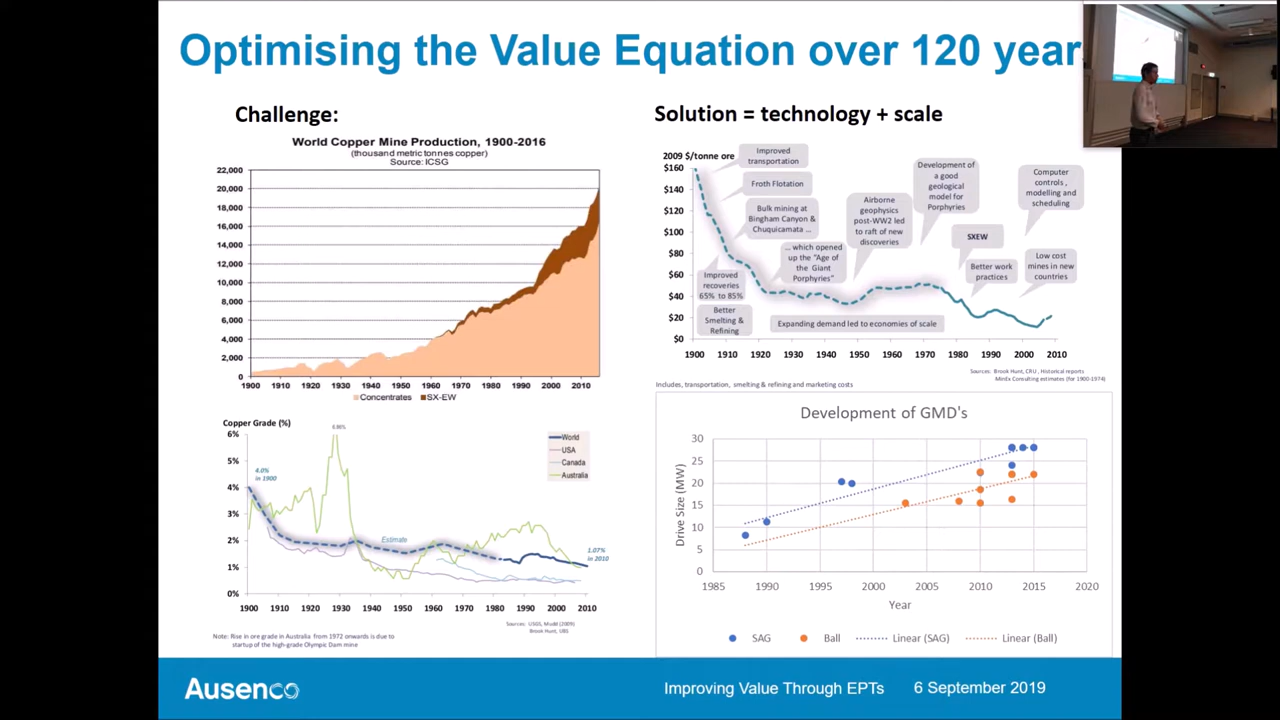 Optimising the Value Equation over 120 year
Challenge:
World Copper Mine Production, 1900-2016
(thousand metric tonnes copper)
Source: ICSG
22,000
20,000
18,000
16,000
14,000
12,000
10,000
8,000
6,000
4,000
2,000
0
1900 1910 1920 1930 1940 1950 1960 1970 1980 1990 2000 2010
Concentrates SX-EW
Copper Grade (%)
6%
5%
4%
3%
2%
1%
0%
6.86%
4.0%
in 1900
Estimate
1.07%
in 2010
World
USA
Canada
Australia
1900 1910 1920 1930 1940 1950 1960 1970 1980 1990 2000 2010
Sources: USGS, Mudd (2009)
Brook Hunt, UBS
Note: Rise in ore grade in Australia from 1972 onwards is due to
startup of the high-grade Olympic Dam mine
Solution = technology + scale
2009 $/tonne ore
$160
$140
$120
$100
$80
$60
$40
$20
$0
Improved
transportation
Froth Flotation
Bulk mining at
Bingham Canyon &
Chuquicamata ...
... which opened
up the "Age of
the Giant
Porphyries"
Improved
recoveries
65% to 85%
Better
Smelting &
Refining
Airborne
geophysics
post-WW2 led
to raft of new
discoveries
Development of
a good
geological
model for
Porphyries
SXEW
Computer
controls ,
modelling and
scheduling
Better work
practices
Low cost
mines in new
countries
Expanding demand led to economies of scale
1900 1910 1920 1930 1940 1950 1960 1970 1980 1990 2000 2010
Sources: Brook Hunt, CRU , Historical reports
MinEx Consulting estimates (for 1900-1974)
Includes, transportation, smelting & refining and marketing costs
Development of GMD's
Drive Size (MW)
30
25
20
15
10
5
0
1985 1990 1995 2000 2005 2010 2015 2020
Year
SAG Ball Linear (SAG) Linear (Ball)
Ausenco
Improving Value Through EPTs 6 September 2019